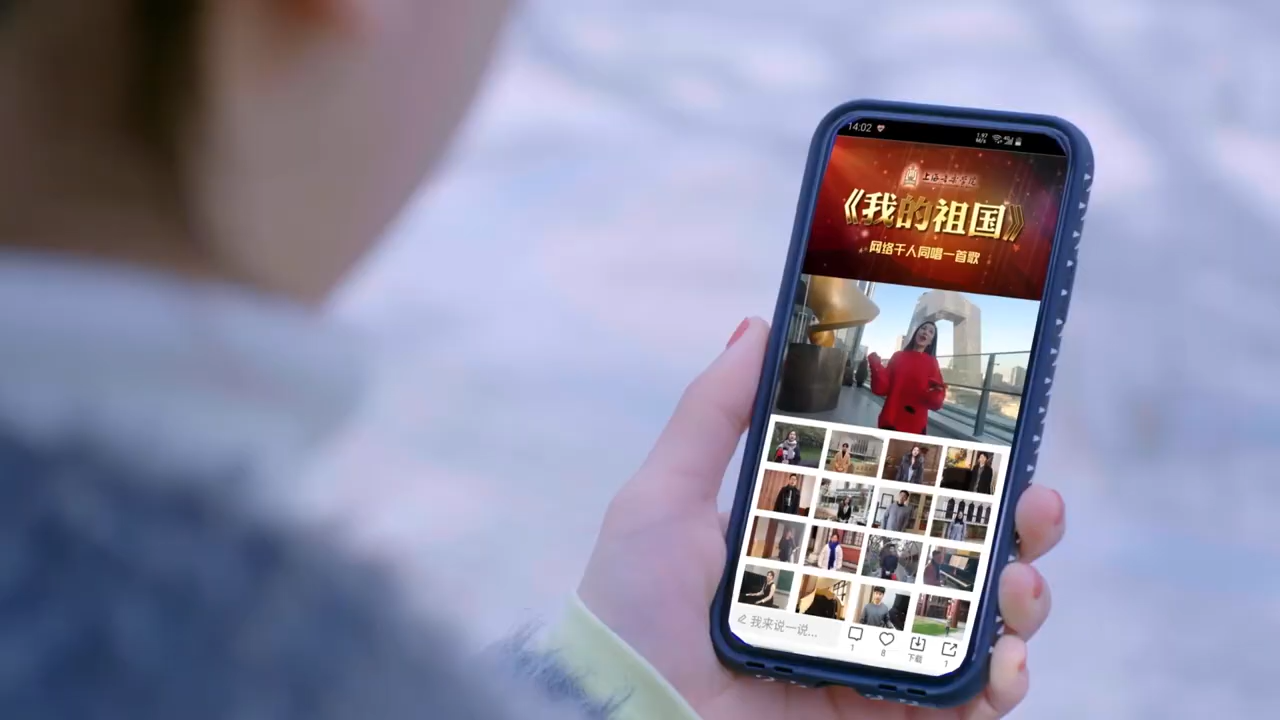 14:02
上海音乐学院
《我的祖国》
网络千人同唱一首歌
我来说一说...
1
8
下载
1